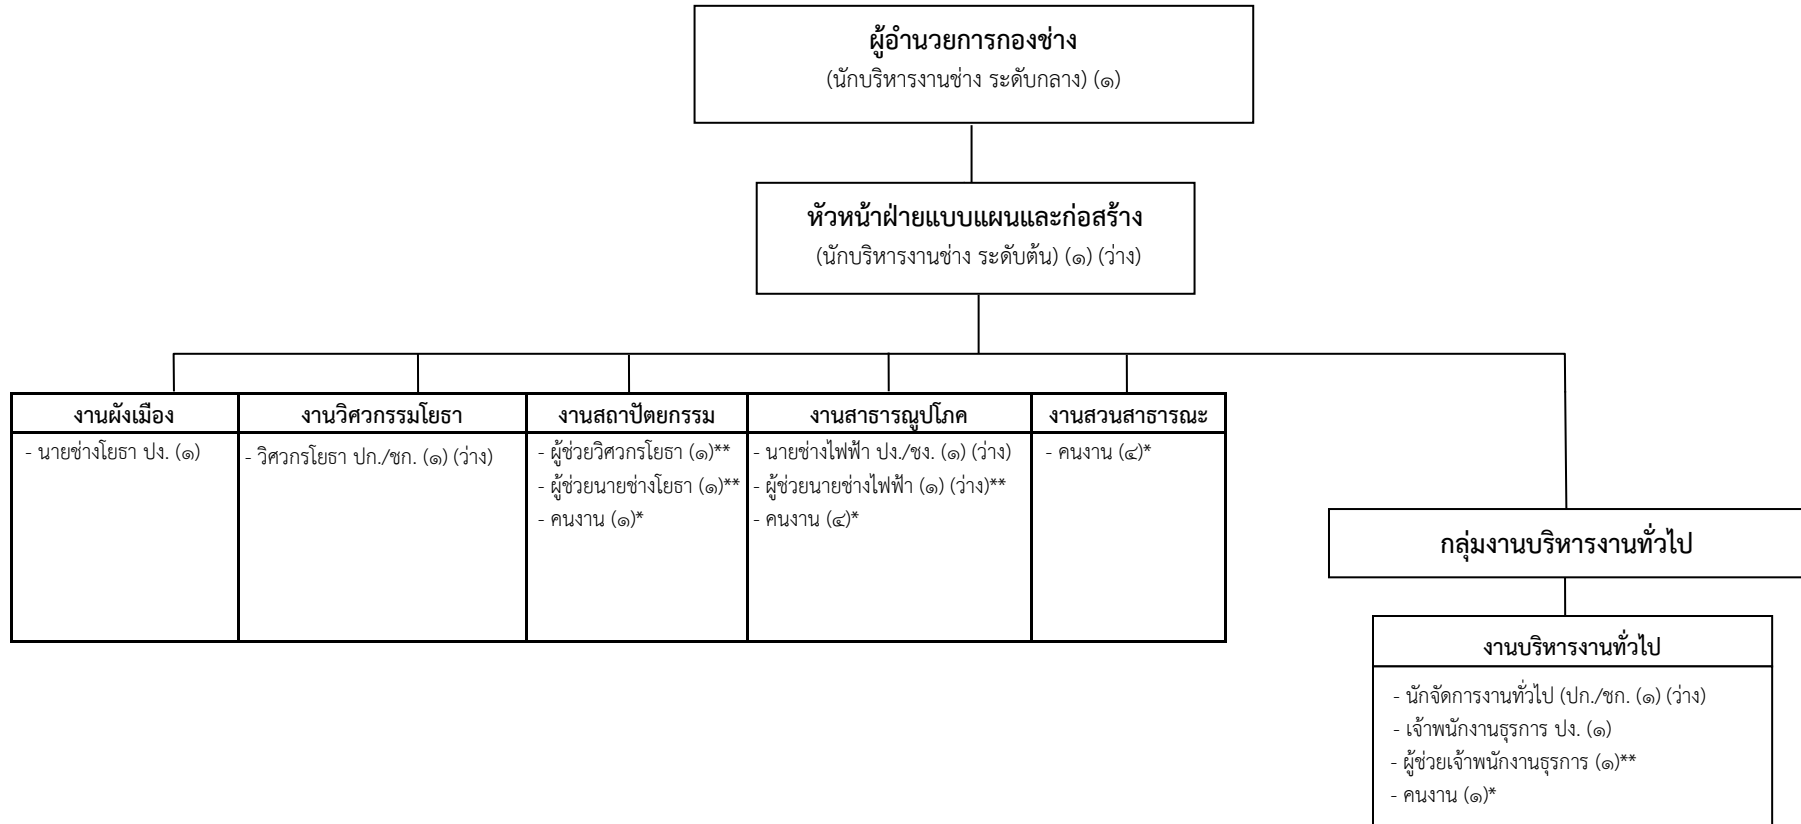 ผู้อำนวยการกองช่าง
(นักบริหารงานช่าง ระดับกลาง) (๑)
หัวหน้าฝ่ายแบบแผนและก่อสร้าง
(นักบริหารงานช่าง ระดับต้น) (๑) (ว่าง)
งานผังเมือง
- นายช่างโยธา ปง. (๑)
งานวิศวกรรมโยธา
- วิศวกรโยธา ปก./ชก. (๑) (ว่าง)
งานสถาปัตยกรรม
- ผู้ช่วยวิศวกรโยธา (๑)**
- ผู้ช่วยนายช่างโยธา (๑)**
- คนงาน (๑)*
งานสาธารณูปโภค
- นายช่างไฟฟ้า ปง./ชง. (๑) (ว่าง)
- ผู้ช่วยนายช่างไฟฟ้า (๑) (ว่าง)**
- คนงาน (๔)*
งานสวนสาธารณะ
- คนงาน (๔)*
กลุ่มงานบริหารงานทั่วไป
งานบริหารงานทั่วไป
- นักจัดการงานทั่วไป (ปก./ชก. (๑) (ว่าง)
- เจ้าพนักงานธุรการ ปง. (๑)
- ผู้ช่วยเจ้าพนักงานธุรการ (๑)**
- คนงาน (๑)*